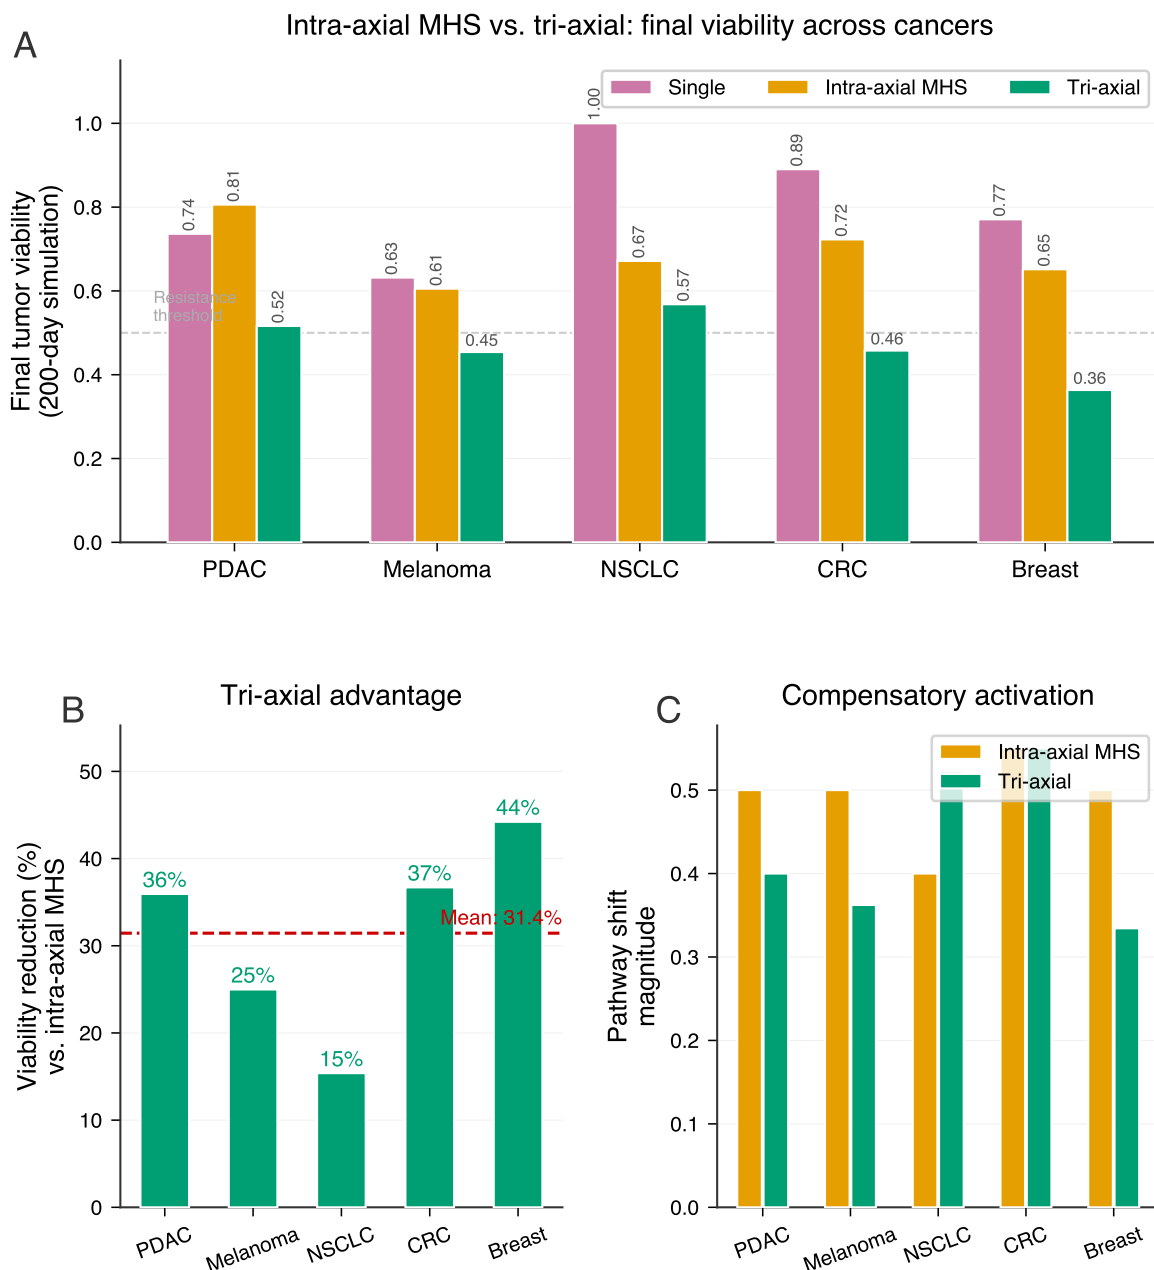 A
Intra-axial MHS vs. tri-axial: final viability across cancers
Single
Intra-axial MHS
Tri-axial
Final tumor viability
(200-day simulation)
1.0
0.8
0.6
0.4
0.2
0.0
Resistance
threshold
0.74
0.81
0.52
0.63
0.61
0.45
1.00
0.67
0.57
0.89
0.72
0.46
0.77
0.65
0.36
PDAC
Melanoma
NSCLC
CRC
Breast
B
Tri-axial advantage
Viability reduction (%)
vs. intra-axial MHS
50
40
30
20
10
0
36%
25%
15%
37%
44%
Mean: 31.4%
PDAC
Melanoma
NSCLC
CRC
Breast
C
Compensatory activation
Intra-axial MHS
Tri-axial
Pathway shift
magnitude
0.5
0.4
0.3
0.2
0.1
0.0
PDAC
Melanoma
NSCLC
CRC
Breast